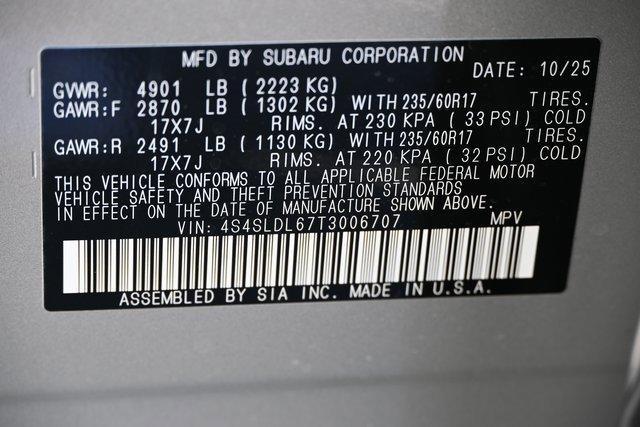 MFD BY SUBARU CORPORATION
DATE: 10/25
GVWR: 4901 LB (2223 KG)
GAWR:F 2870 LB (1302 KG) WITH 235/60R17 TIRES.
17X7J RIMS. AT 230 KPA (33 PSI) COLD
GAWR:R 2491 LB (1130 KG) WITH 235/60R17 TIRES.
17X7J RIMS. AT 220 KPA (32 PSI) COLD
THIS VEHICLE CONFORMS TO ALL APPLICABLE FEDERAL MOTOR
VEHICLE SAFETY AND THEFT PREVENTION STANDARDS
IN EFFECT ON THE DATE OF MANUFACTURE SHOWN ABOVE.
VIN: 4S4SLDL67T3006707 MPV
ASSEMBLED BY SIA INC. MADE IN U.S.A.